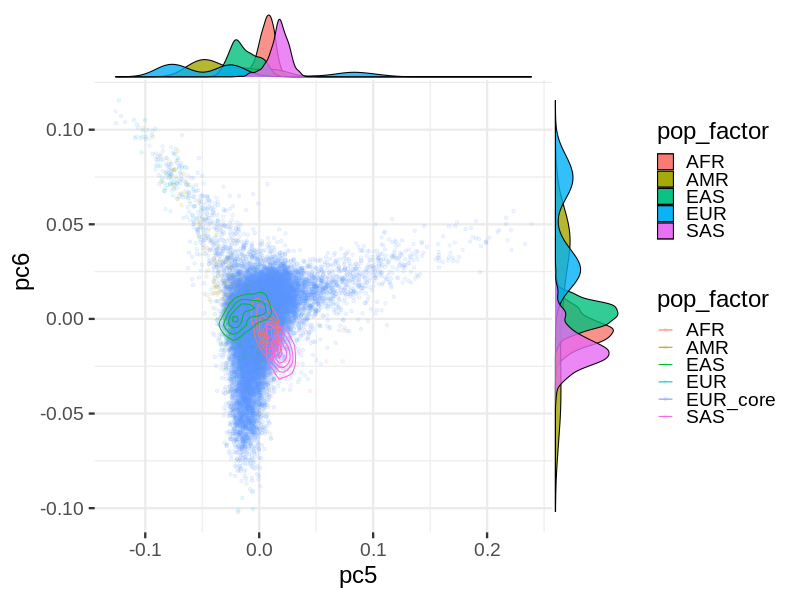 pop_factor
AFR
AMR
EAS
EUR
SAS
pop_factor
AFR
AMR
EAS
EUR
EUR_core
SAS
pc6
0.10
0.05
0.00
-0.05
-0.10
-0.1
0.0
0.1
0.2
pc5